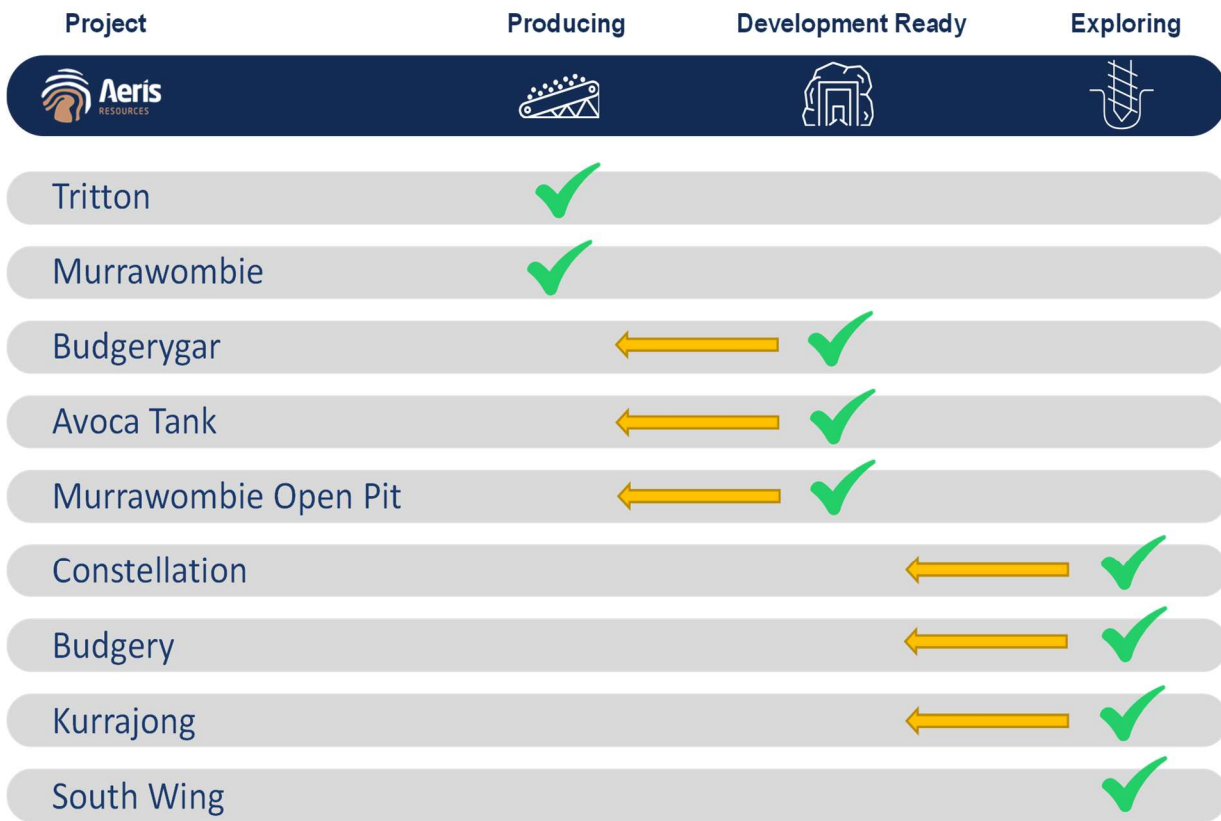 Project Producing Development Ready Exploring
Aeris
RESOURCES
Tritton
Murrawombie
Budgerygar
Avoca Tank
Murrawombie Open Pit
Constellation
Budgery
Kurrajong
South Wing